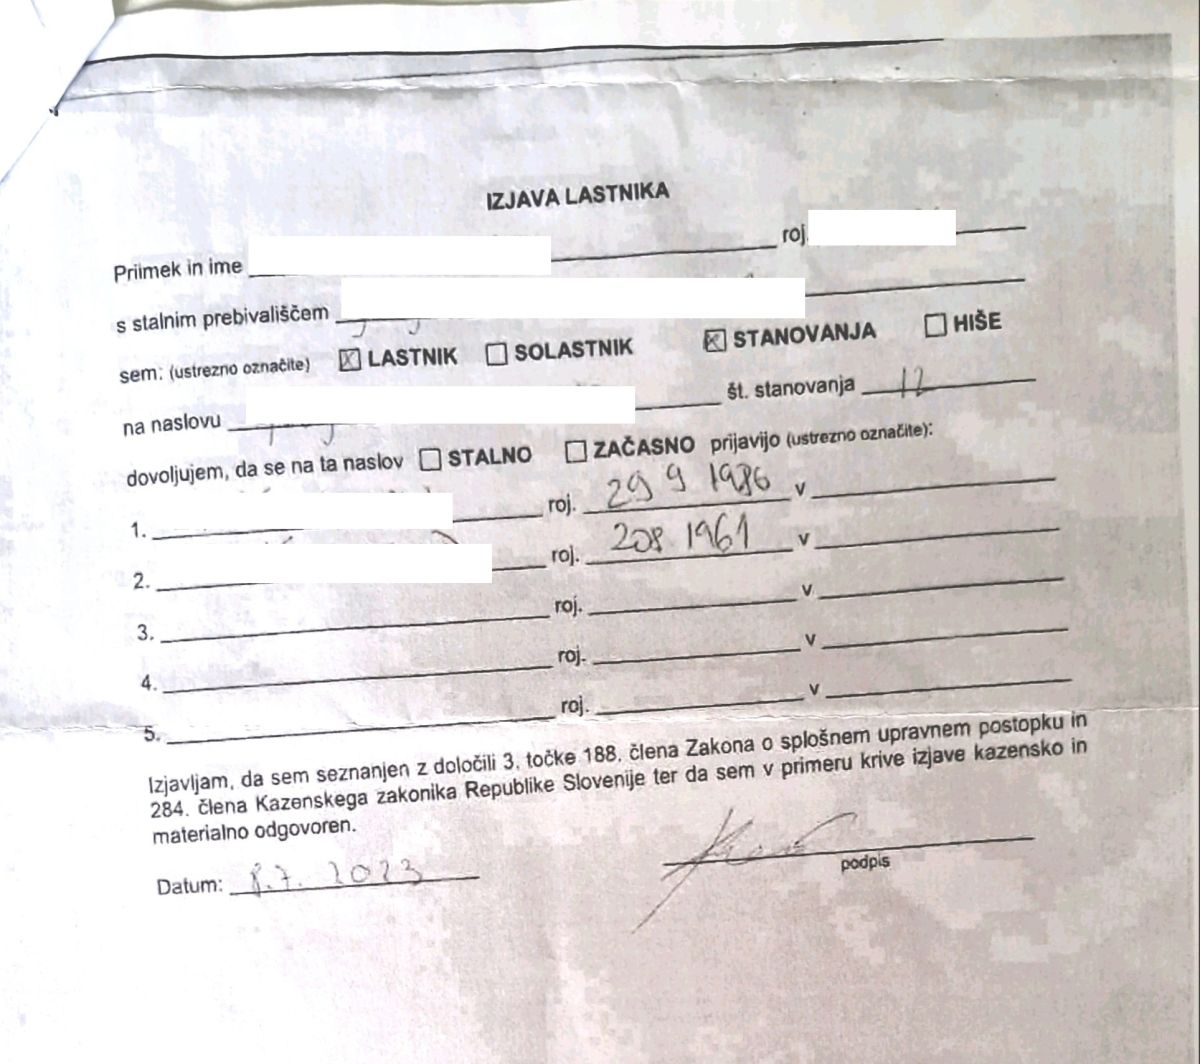 IZJAVA LASTNIKA
Priimek in ime roj.
s stalnim prebivališčem
sem: (ustrezno označite) ☒ LASTNIK ☐ SOLASTNIK ☒ STANOVANJA ☐ HIŠE
na naslovu št. stanovanja 12
dovoljujem, da se na ta naslov ☐ STALNO ☐ ZAČASNO prijavijo (ustrezno označite):
1. roj. 29 9 1986 v
2. roj. 208 1961 v
3. roj. v
4. roj. v
5. roj. v
Izjavljam, da sem seznanjen z določili 3. točke 188. člena Zakona o splošnem upravnem postopku in
284. člena Kazenskega zakonika Republike Slovenije ter da sem v primeru krive izjave kazensko in
materialno odgovoren.
Datum: 8.7. 2023
podpis